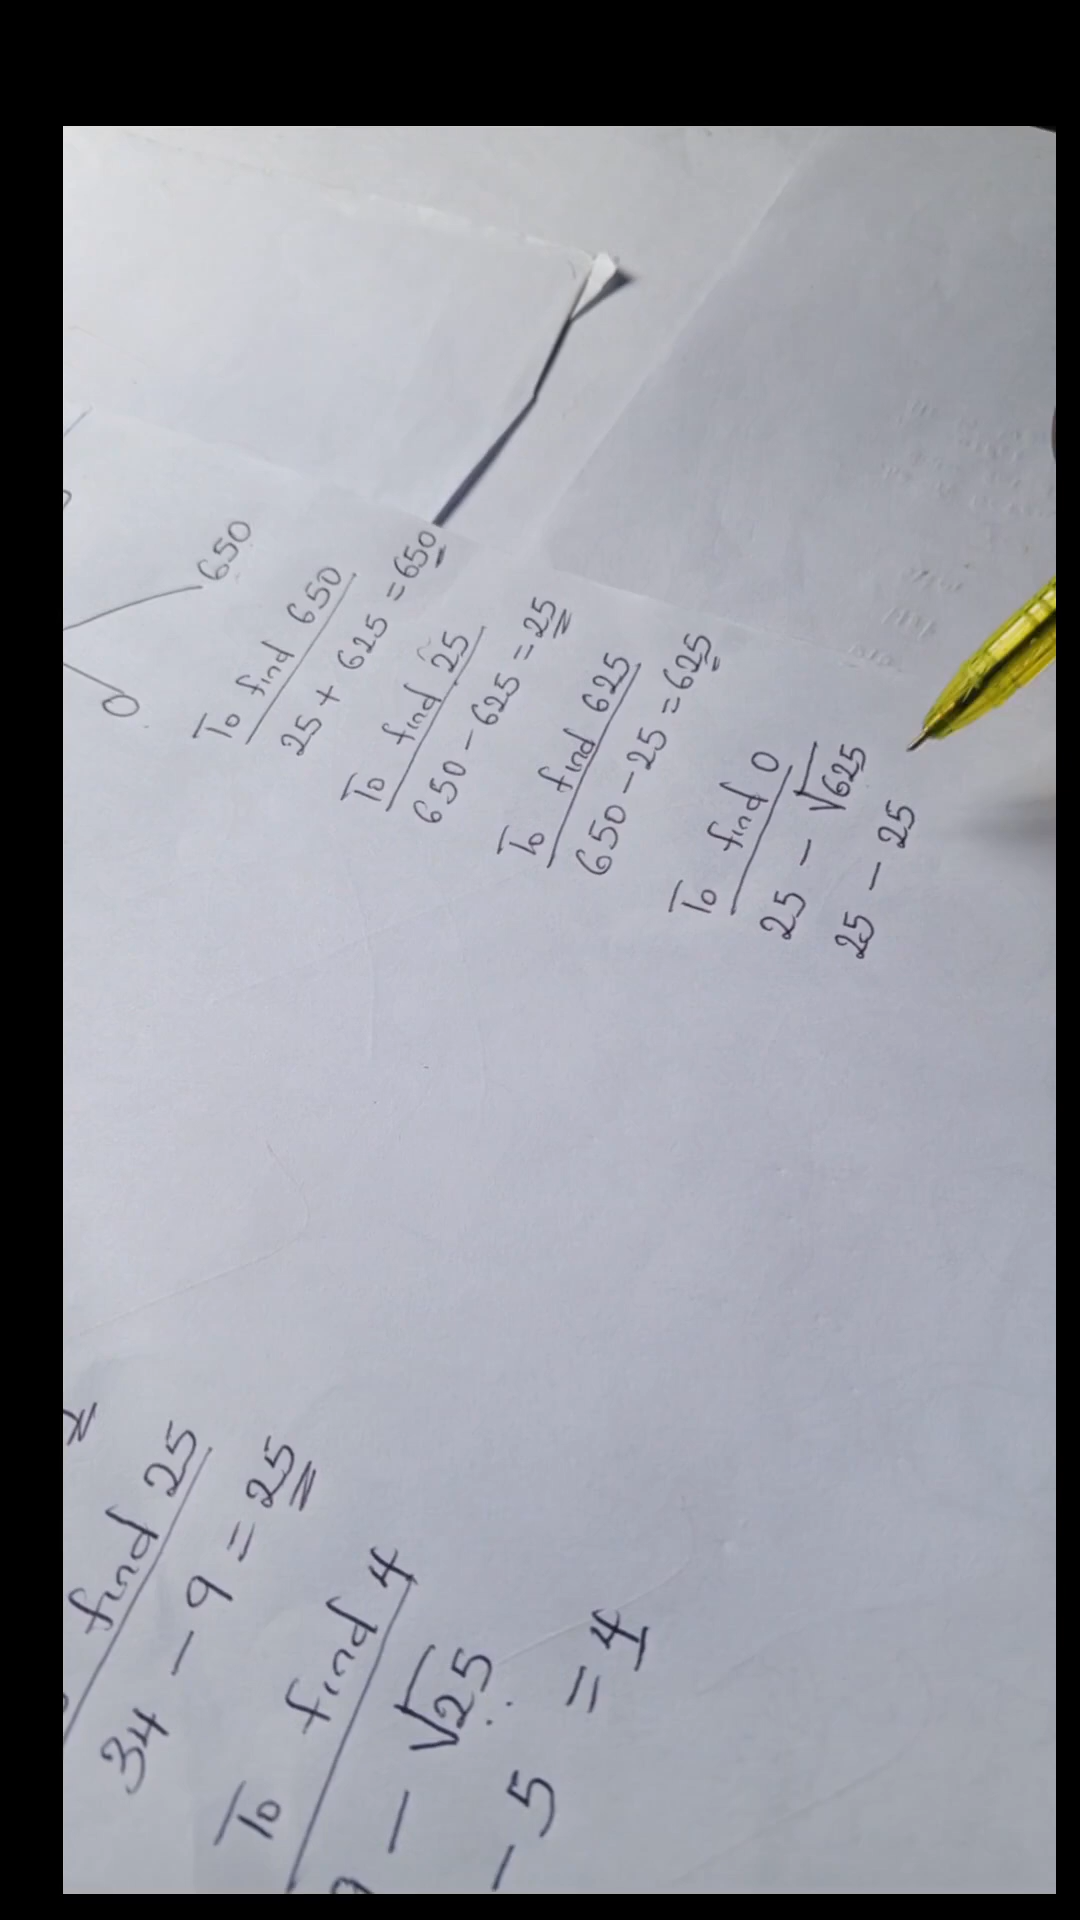 650
0
To find 650
25 + 625 = 650
To find 25
650 - 625 = 25
To find 625
650 - 25 = 625
To find 0
25 - √625
25 - 25
find 25
34 - 9 = 25
To find 4
- √25
- 5 = 4